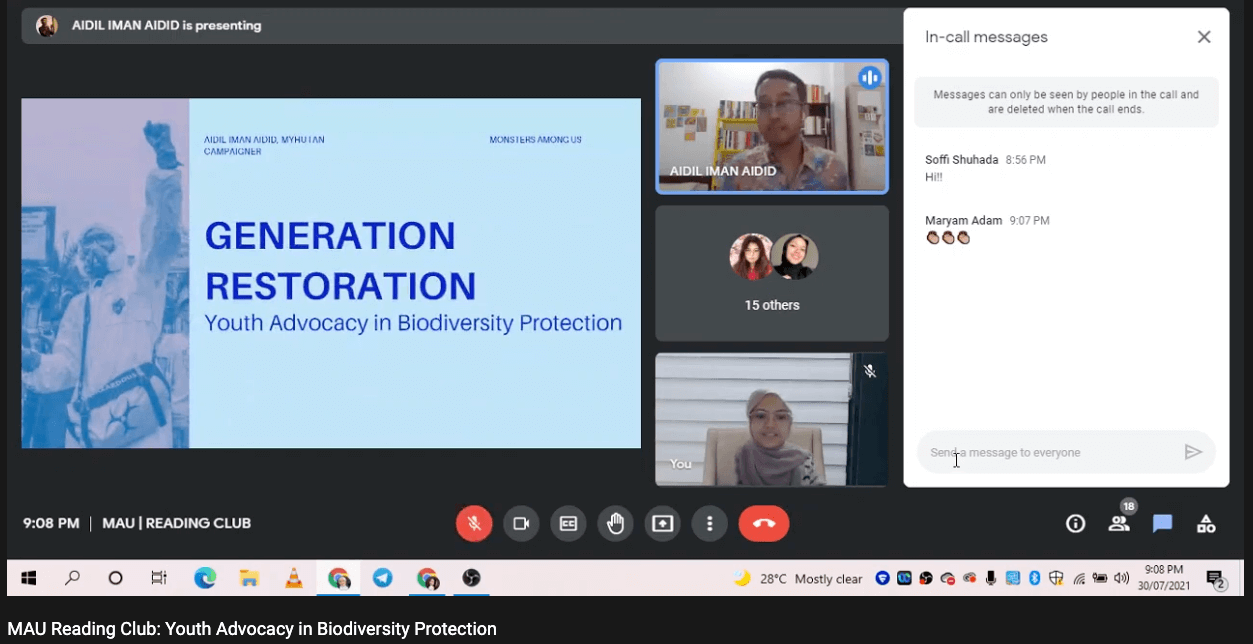 AIDIL IMAN AIDID is presenting
AIDIL IMAN AIDID, MYHUTAN
CAMPAIGNER
MONSTERS AMONG US
GENERATION
RESTORATION
Youth Advocacy in Biodiversity Protection
AIDIL IMAN AIDID
15 others
You
In-call messages
Messages can only be seen by people in the call and
are deleted when the call ends.
Soffi Shuhada 8:56 PM
Hi!!
Maryam Adam 9:07 PM
Send a message to everyone
9:08 PM | MAU | READING CLUB
18
28°C Mostly clear
9:08 PM
30/07/2021
2
MAU Reading Club: Youth Advocacy in Biodiversity Protection